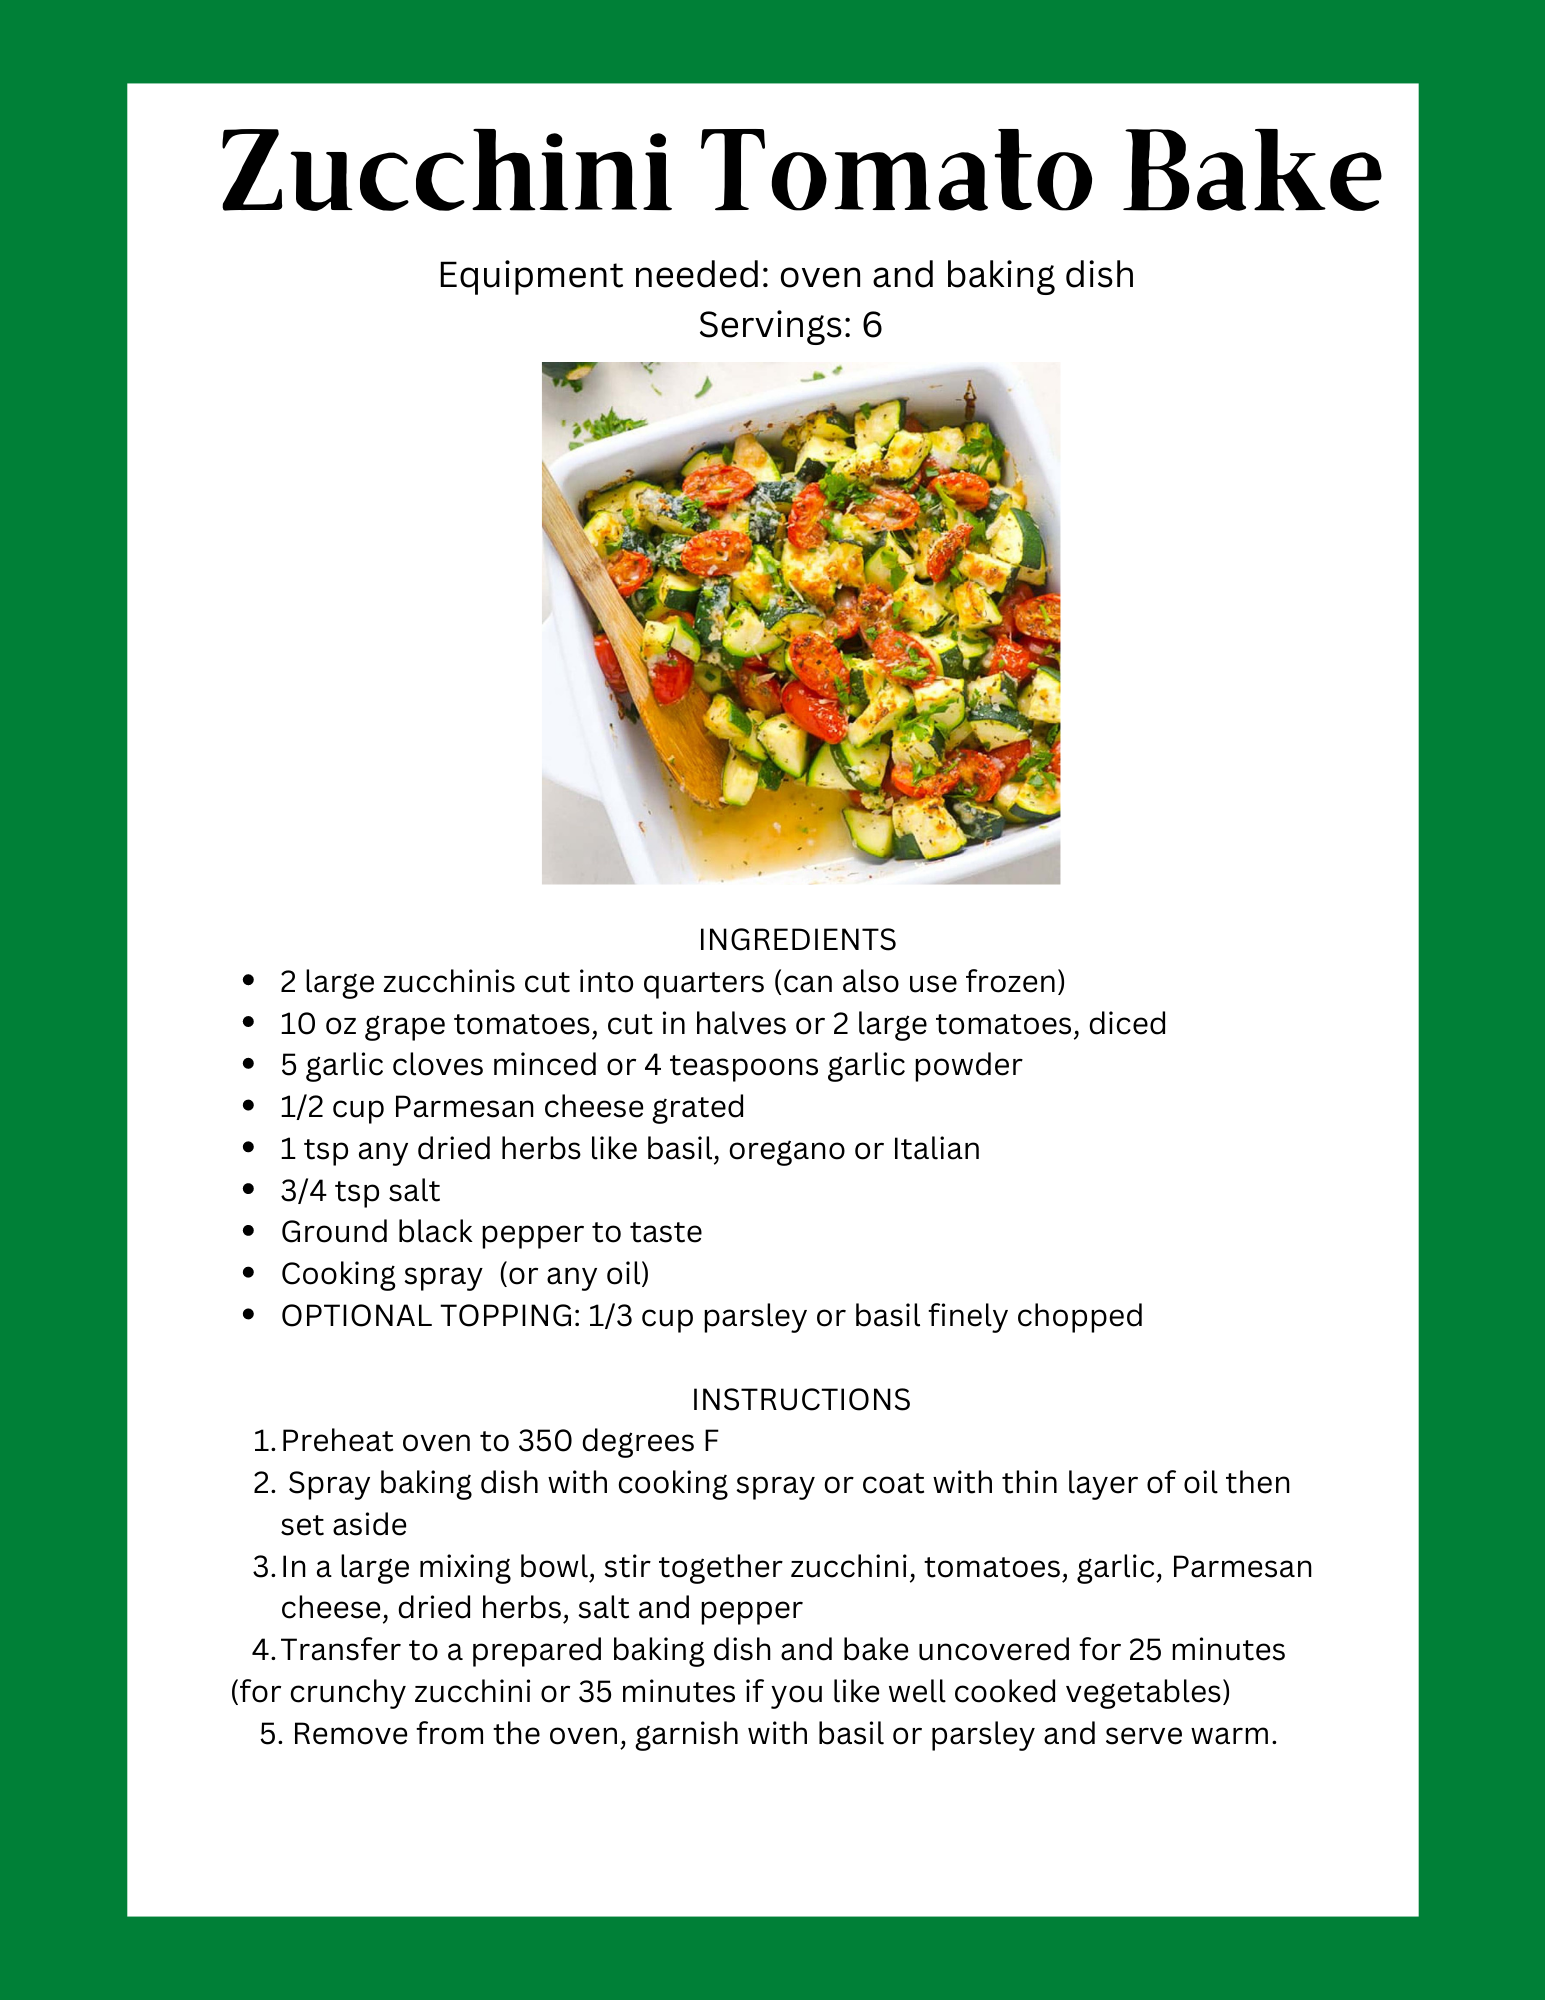 Zucchini Tomato Bake
Equipment needed: oven and baking dish
Servings: 6
INGREDIENTS
• 2 large zucchinis cut into quarters (can also use frozen)
• 10 oz grape tomatoes, cut in halves or 2 large tomatoes, diced
• 5 garlic cloves minced or 4 teaspoons garlic powder
• 1/2 cup Parmesan cheese grated
• 1 tsp any dried herbs like basil, oregano or Italian
• 3/4 tsp salt
• Ground black pepper to taste
• Cooking spray  (or any oil)
• OPTIONAL TOPPING: 1/3 cup parsley or basil finely chopped
INSTRUCTIONS
1. Preheat oven to 350 degrees F
2. Spray baking dish with cooking spray or coat with thin layer of oil then
set aside
3. In a large mixing bowl, stir together zucchini, tomatoes, garlic, Parmesan
cheese, dried herbs, salt and pepper
4. Transfer to a prepared baking dish and bake uncovered for 25 minutes
(for crunchy zucchini or 35 minutes if you like well cooked vegetables)
5. Remove from the oven, garnish with basil or parsley and serve warm.